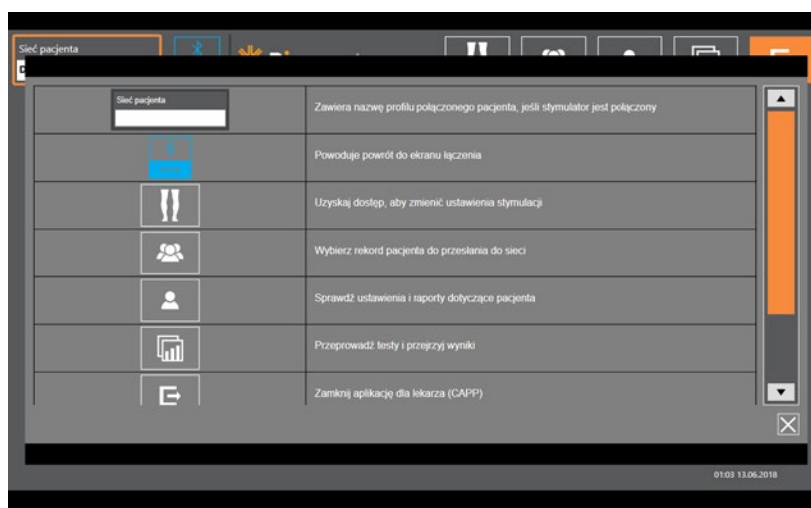 Sieć pacjenta
Sieć pacjenta
Zawiera nazwę profilu połączonego pacjenta, jeśli stymulator jest połączony
Powoduje powrót do ekranu łączenia
Uzyskaj dostęp, aby zmienić ustawienia stymulacji
Wybierz rekord pacjenta do przesłania do sieci
Sprawdź ustawienia i raporty dotyczące pacjenta
Przeprowadź testy i przejrzyj wyniki
Zamknij aplikację dla lekarza (CAPP)
01:03 13.06.2018